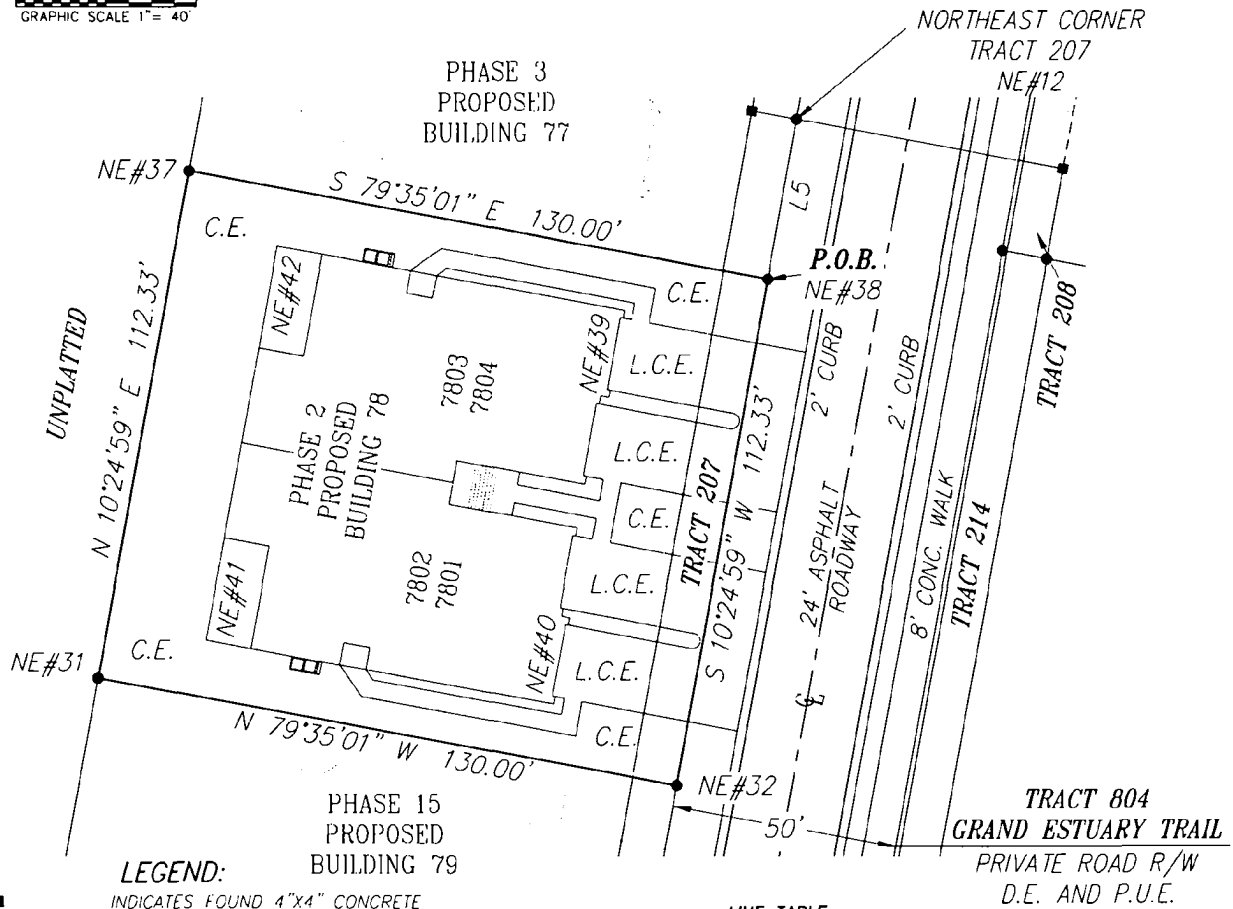 GRAPHIC SCALE 1"= 40'
NORTHEAST CORNER
TRACT 207
NE#12
PHASE 3
PROPOSED
BUILDING 77
NE#37
S 79°35'01" E 130.00'
L5
C.E.
P.O.B.
NE#38
C.E.
NE#42
TRACT 208
UNPLATTED
N 10°24'59" E 112.33'
7803
7804
NE#39
L.C.E.
2' CURB
2' CURB
PHASE 2
PROPOSED
BUILDING 78
L.C.E.
TRACT 207
S 10°24'59" W 112.33'
C.E.
24' ASPHALT
ROADWAY
8' CONC. WALK
TRACT 214
7802
7801
L.C.E.
NE#41
NE#40
C.E.
L.C.E.
NE#31
N 79°35'01" W 130.00'
C.E.
NE#32
50'
TRACT 804
GRAND ESTUARY TRAIL
PRIVATE ROAD R/W
D.E. AND P.U.E.
PHASE 15
PROPOSED
BUILDING 79
LEGEND:
INDICATES FOUND 4"X4" CONCRETE
LINE TABLE